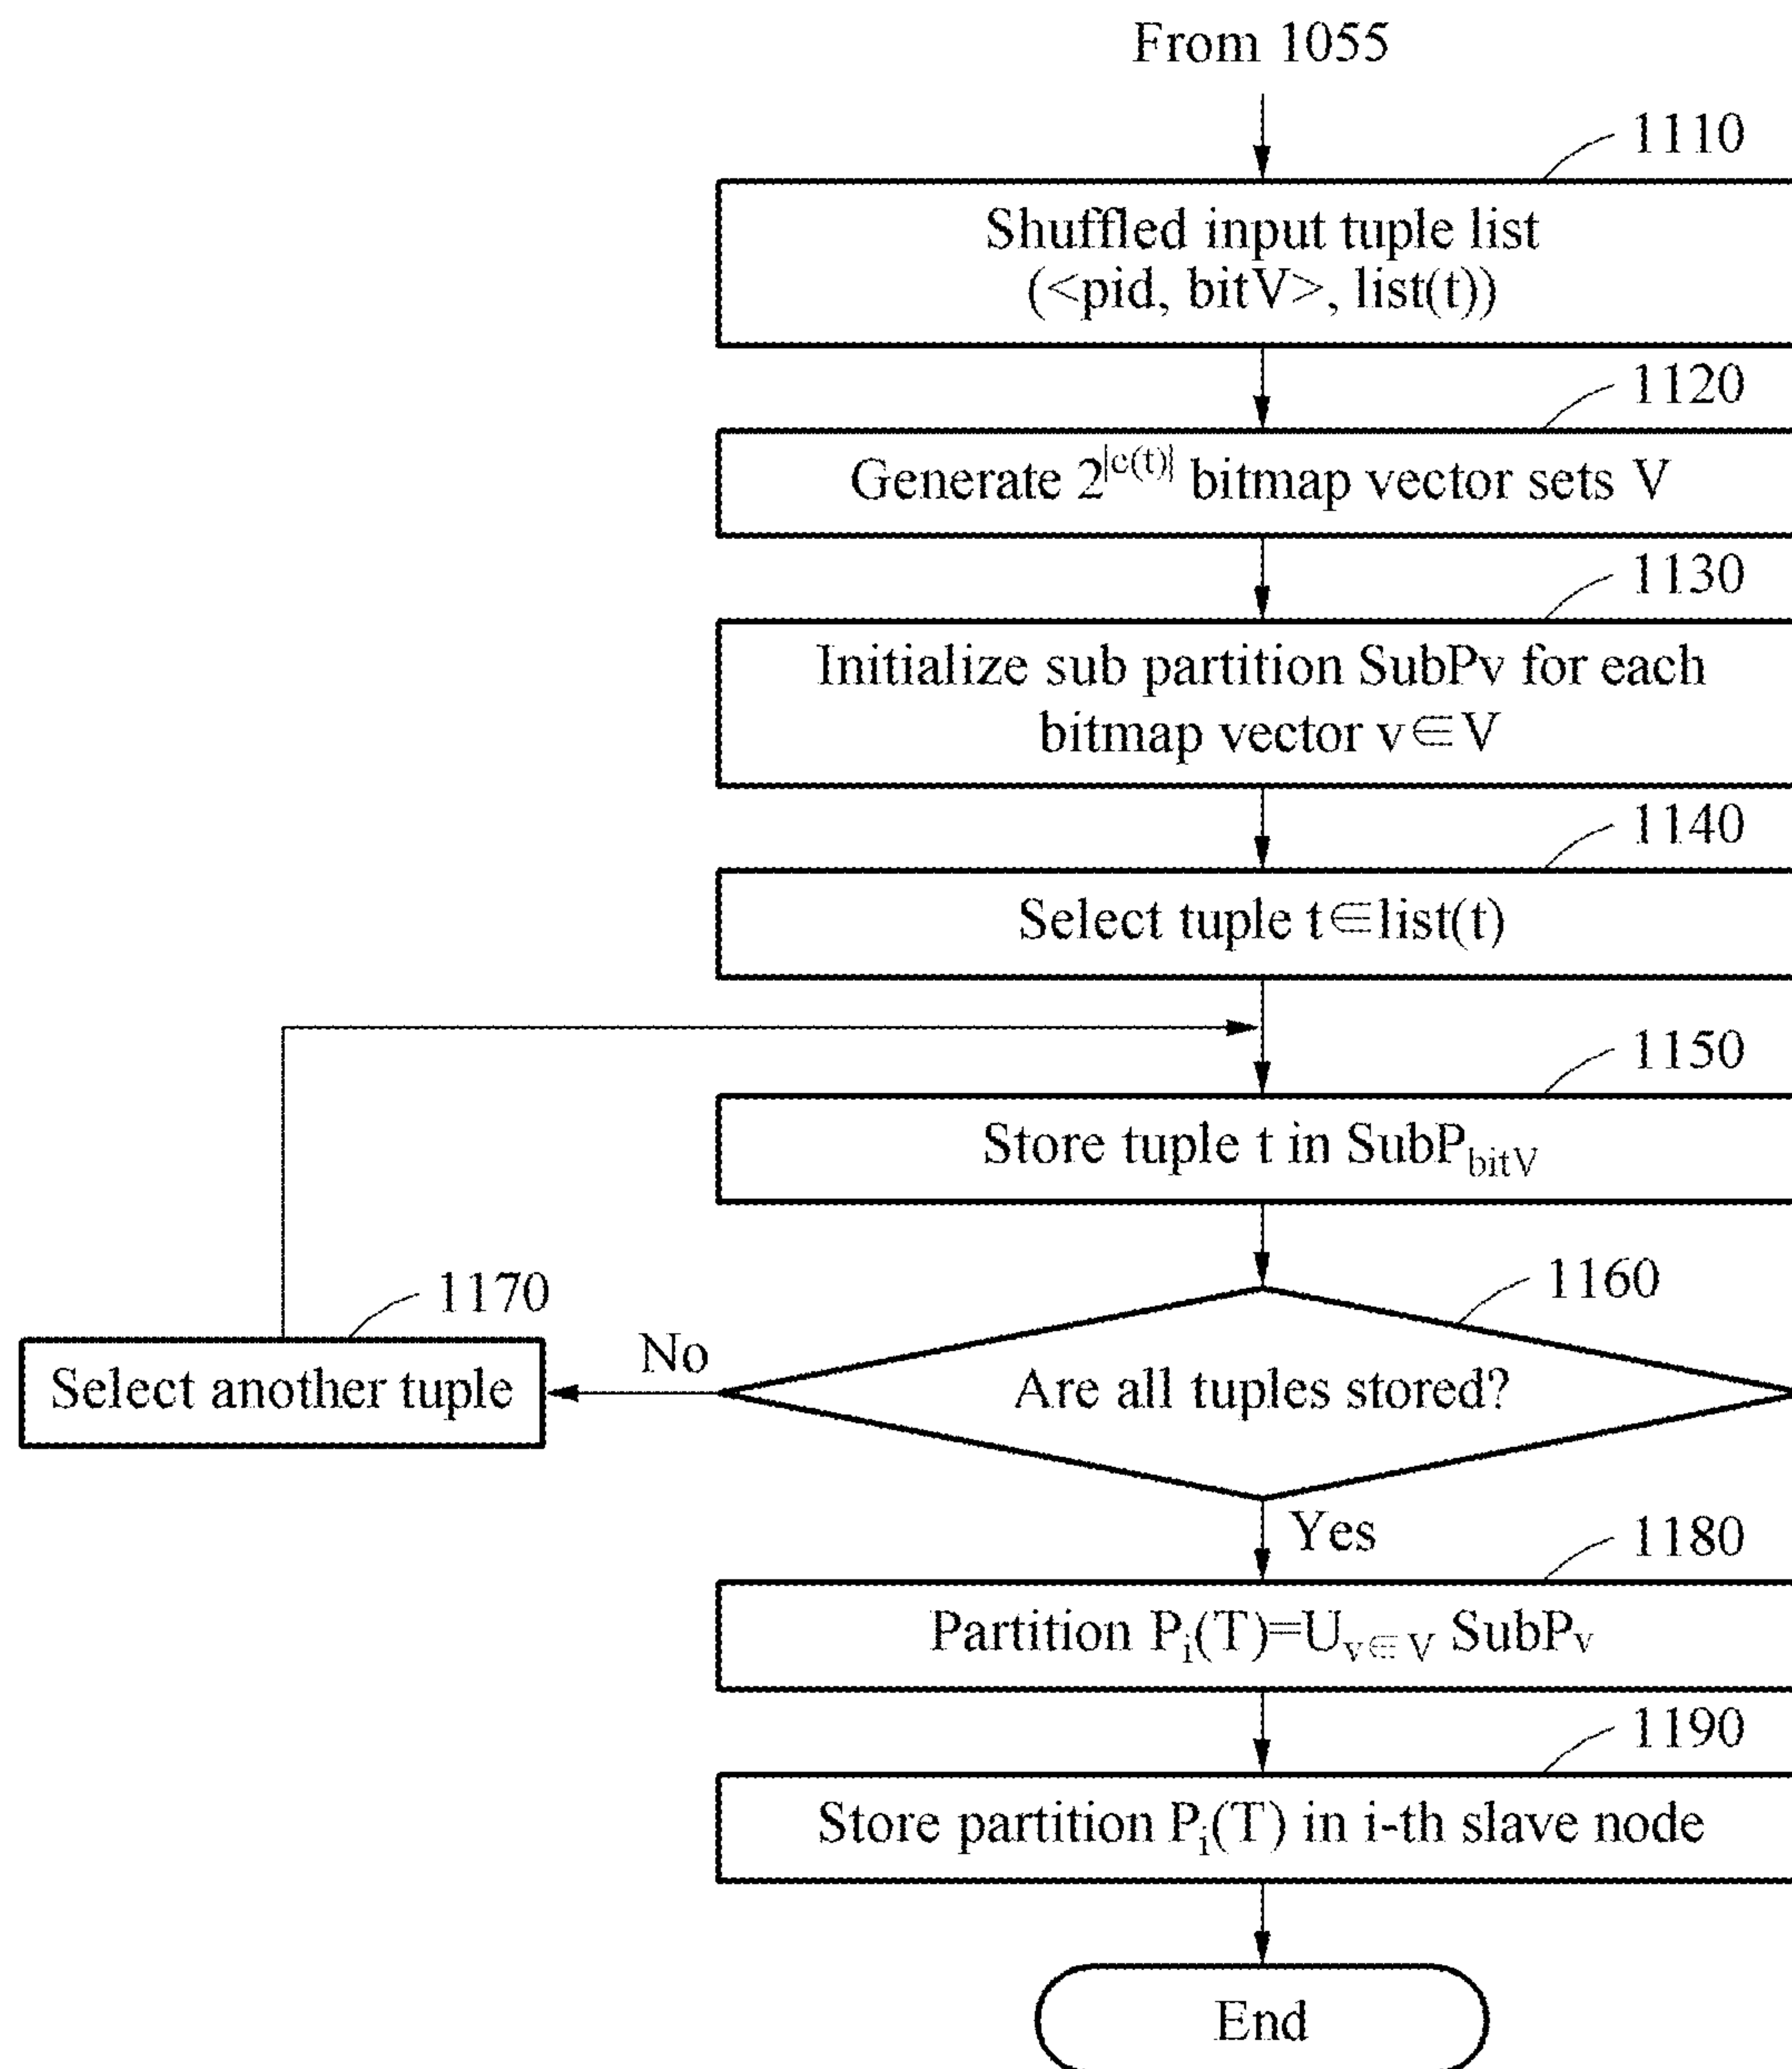 From 1055
1110
Shuffled input tuple list
(<pid, bitV>, list(t))
1120
Generate 2^|c(t)| bitmap vector sets V
1130
Initialize sub partition SubPv for each
bitmap vector v∈V
1140
Select tuple t∈list(t)
1150
Store tuple t in SubP_bitV
1160
Are all tuples stored?
No
1170
Select another tuple
Yes
1180
Partition P_i(T)=U_v∈V SubP_v
1190
Store partition P_i(T) in i-th slave node
End